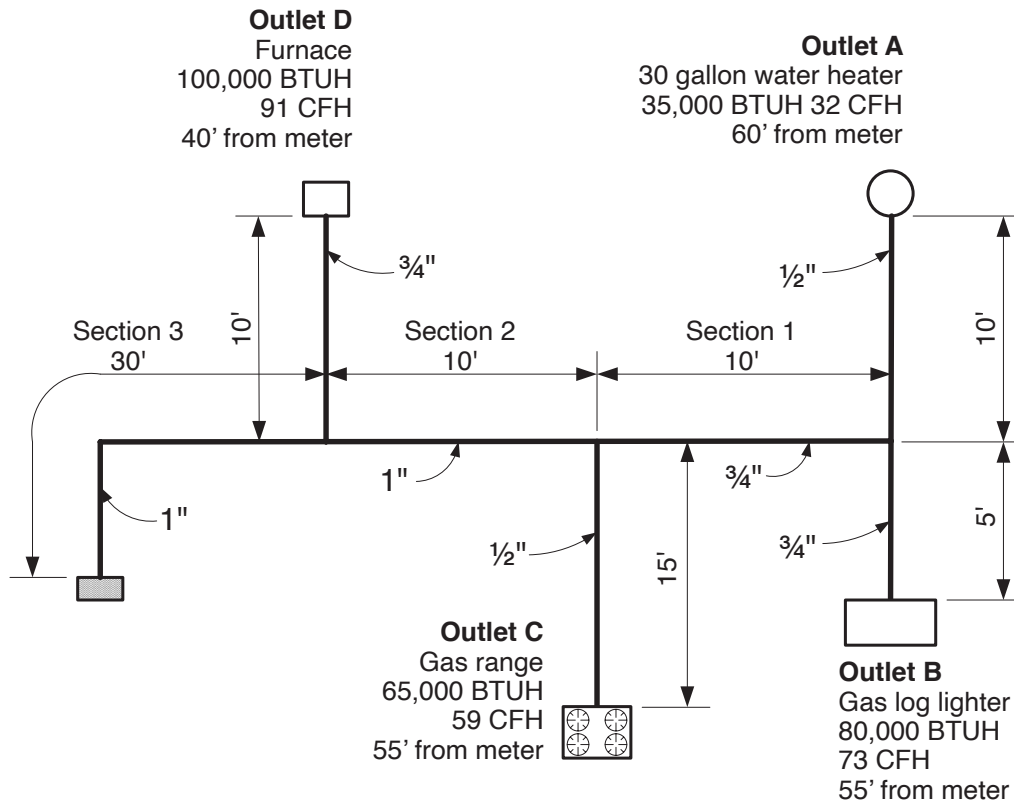 Outlet D
Furnace
100,000 BTUH
91 CFH
40' from meter
Outlet A
30 gallon water heater
35,000 BTUH 32 CFH
60' from meter
¾"
½"
10'
10'
Section 3
30'
Section 2
10'
Section 1
10'
1"
1"
¾"
½"
15'
¾"
5'
Outlet C
Gas range
65,000 BTUH
59 CFH
55' from meter
Outlet B
Gas log lighter
80,000 BTUH
73 CFH
55' from meter